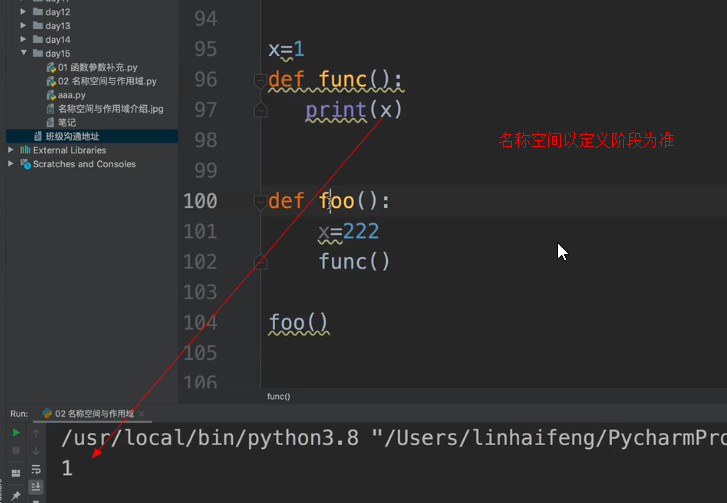 day12
day13
day14
day15
01 函数参数补充.py
02 名称空间与作用域.py
aaa.py
名称空间与作用域介绍.jpg
笔记
班级沟通地址
External Libraries
Scratches and Consoles
94
95 x=1
96 def func():
97 print(x)
98
名称空间以定义阶段为准
99
100 def foo():
101 x=222
102 func()
103
104 foo()
105
106
func()
Run: 02 名称空间与作用域
/usr/local/bin/python3.8 "/Users/linhaifeng/PycharmPro
1